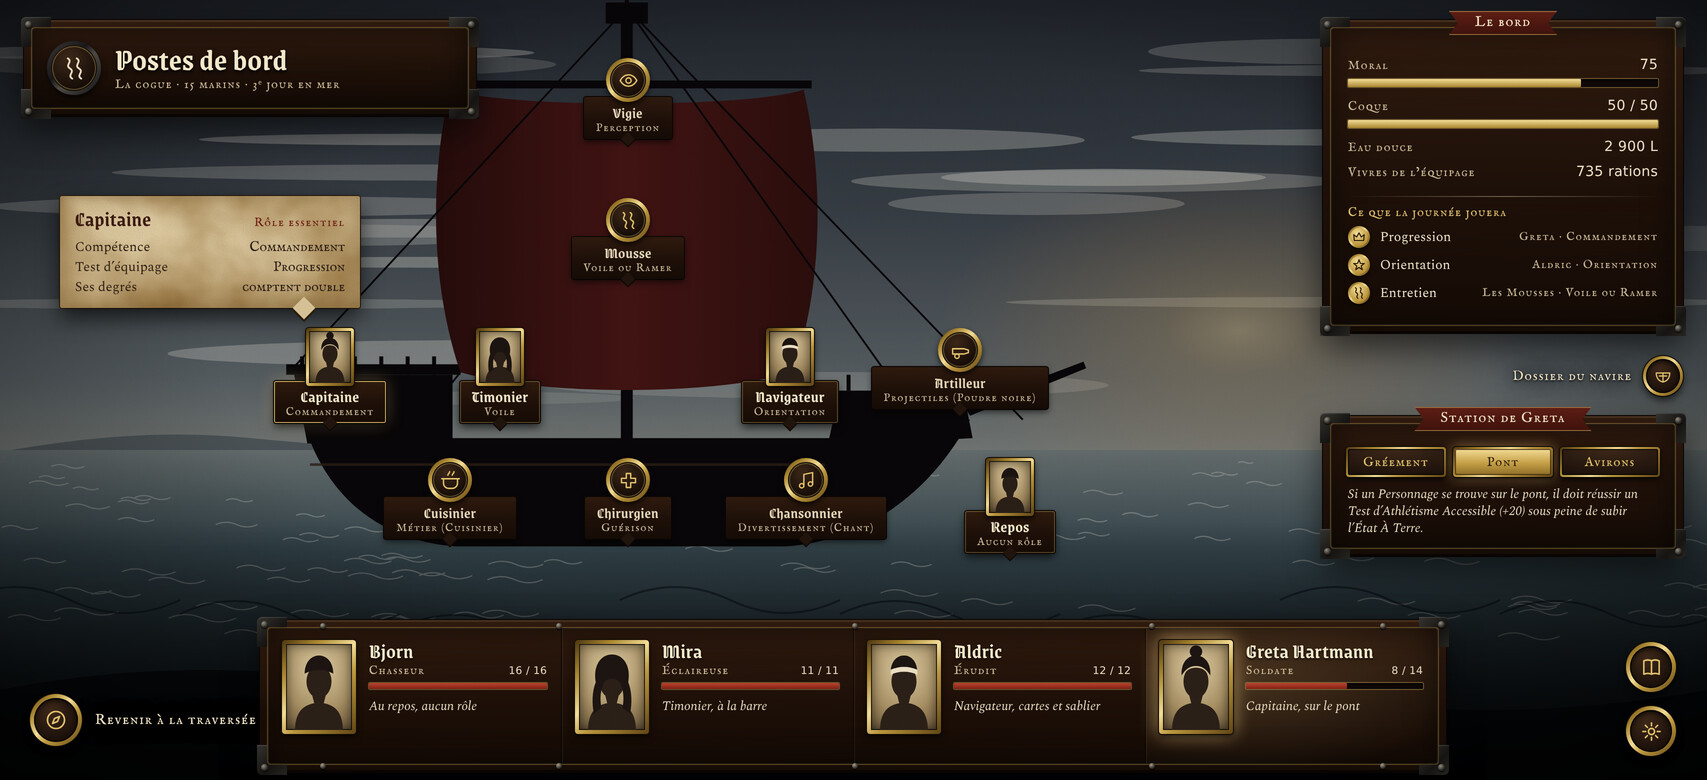 Postes de bord
La cogue · 15 marins · 3e jour en mer
Vigie
Perception
Mousse
Voile ou Ramer
Capitaine
Rôle essentiel
Compétence
Commandement
Test d'équipage
Progression
Ses degrés
comptent double
Capitaine
Commandement
Timonier
Voile
Navigateur
Orientation
Artilleur
Projectiles (Poudre noire)
Cuisinier
Métier (Cuisinier)
Chirurgien
Guérison
Chansonnier
Divertissement (Chant)
Repos
Aucun rôle
Le bord
Moral
75
Coque
50 / 50
Eau douce
2 900 L
Vivres de l'équipage
735 rations
Ce que la journée jouera
Progression
Greta · Commandement
Orientation
Aldric · Orientation
Entretien
Les Mousses · Voile ou Ramer
Dossier du navire
Station de Greta
Gréement
Pont
Avirons
Si un Personnage se trouve sur le pont, il doit réussir un
Test d'Athlétisme Accessible (+20) sous peine de subir
l'État À Terre.
Bjorn
Chasseur
16 / 16
Au repos, aucun rôle
Mira
Éclaireuse
11 / 11
Timonier, à la barre
Aldric
Érudit
12 / 12
Navigateur, cartes et sablier
Greta Hartmann
Soldate
8 / 14
Capitaine, sur le pont
Revenir à la traversée